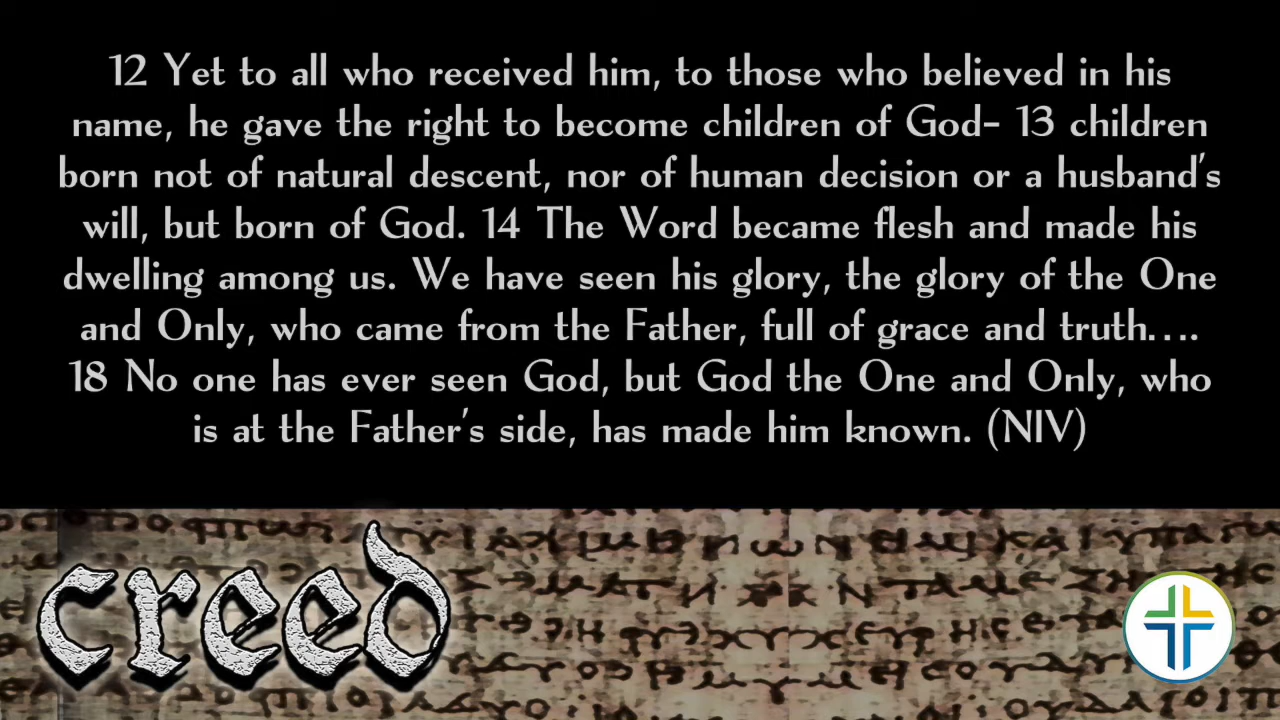 12 Yet to all who received him, to those who believed in his
name, he gave the right to become children of God- 13 children
born not of natural descent, nor of human decision or a husband's
will, but born of God. 14 The Word became flesh and made his
dwelling among us. We have seen his glory, the glory of the One
and Only, who came from the Father, full of grace and truth....
18 No one has ever seen God, but God the One and Only, who
is at the Father's side, has made him known. (NIV)
creed